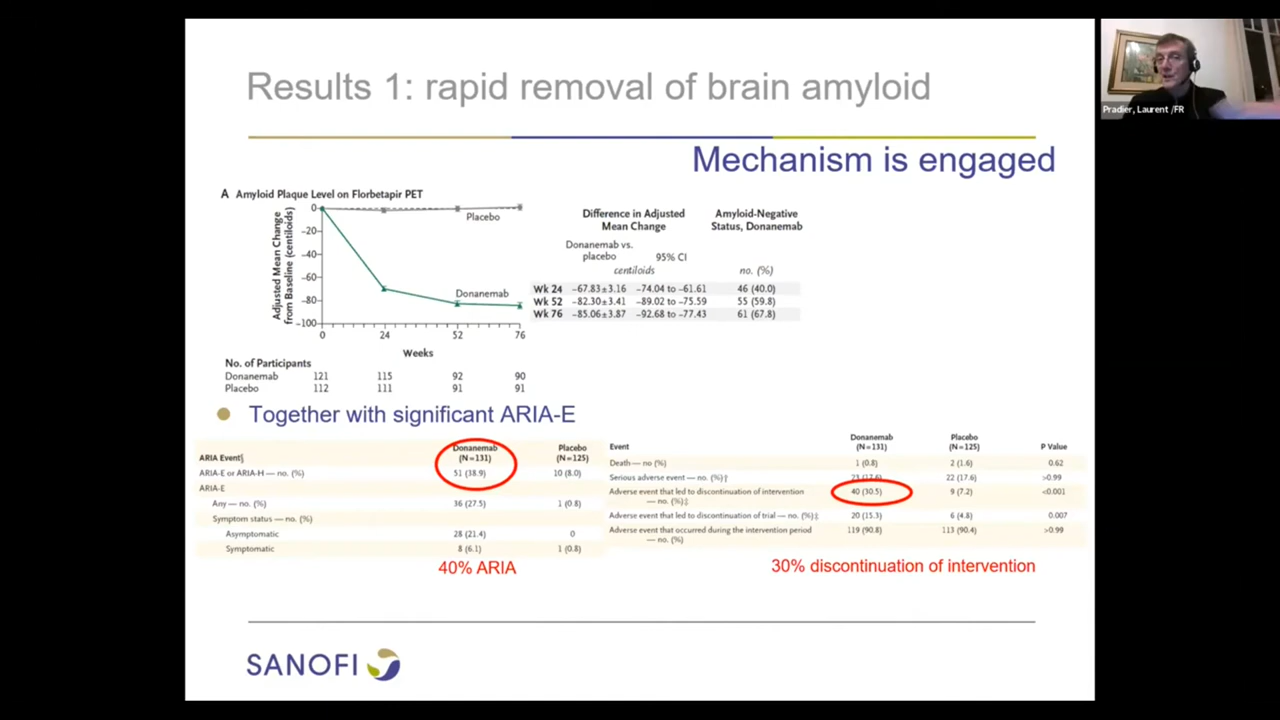 Results 1: rapid removal of brain amyloid
Pradier, Laurent /FR
Mechanism is engaged
A Amyloid Plaque Level on Florbetapir PET
Adjusted Mean Change
from Baseline (centiloids)
0
−20
−40
−60
−80
−100
Placebo
Donanemab
0 24 52 76
Weeks
No. of Participants
Donanemab 121 115 92 90
Placebo 112 111 91 91
Difference in Adjusted
Mean Change
Amyloid-Negative
Status, Donanemab
Donanemab vs.
placebo 95% CI
centiloids no. (%)
Wk 24 −67.83±3.16 −74.04 to −61.61 46 (40.0)
Wk 52 −82.30±3.41 −89.02 to −75.59 55 (59.8)
Wk 76 −85.06±3.87 −92.68 to −77.43 61 (67.8)
Together with significant ARIA-E
ARIA Event§ Donanemab (N=131) Placebo (N=125)
ARIA-E or ARIA-H — no. (%) 51 (38.9) 10 (8.0)
ARIA-E
Any — no. (%) 36 (27.5) 1 (0.8)
Symptom status — no. (%)
Asymptomatic 28 (21.4) 0
Symptomatic 8 (6.1) 1 (0.8)
40% ARIA
Event Donanemab (N=131) Placebo (N=125) P Value
Death — no (%) 1 (0.8) 2 (1.6) 0.62
Serious adverse event — no. (%)† 23 (17.6) 22 (17.6) >0.99
Adverse event that led to discontinuation of intervention — no. (%)‡ 40 (30.5) 9 (7.2) <0.001
Adverse event that led to discontinuation of trial — no. (%)‡ 20 (15.3) 6 (4.8) 0.007
Adverse event that occurred during the intervention period — no. (%) 119 (90.8) 113 (90.4) >0.99
30% discontinuation of intervention
SANOFI